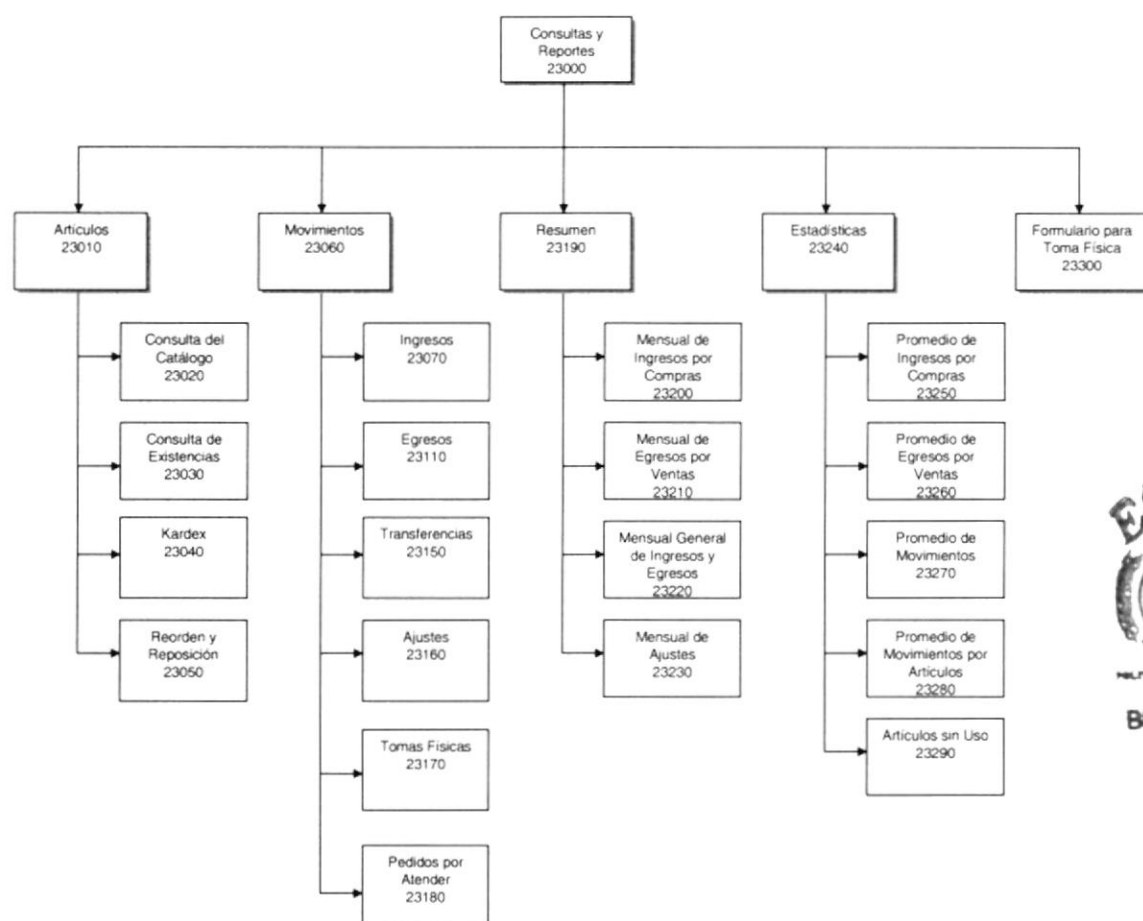 Consultas y
Reportes
23000
Artículos
23010
Movimientos
23060
Resumen
23190
Estadísticas
23240
Formulario para
Toma Física
23300
Consulta del
Catálogo
23020
Consulta de
Existencias
23030
Kardex
23040
Reorden y
Reposición
23050
Ingresos
23070
Egresos
23110
Transferencias
23150
Ajustes
23160
Tomas Físicas
23170
Pedidos por
Atender
23180
Mensual de
Ingresos por
Compras
23200
Mensual de
Egresos por
Ventas
23210
Mensual General
de Ingresos y
Egresos
23220
Mensual de
Ajustes
23230
Promedio de
Ingresos por
Compras
23250
Promedio de
Egresos por
Ventas
23260
Promedio de
Movimientos
23270
Promedio de
Movimientos por
Artículos
23280
Artículos sin Uso
23290